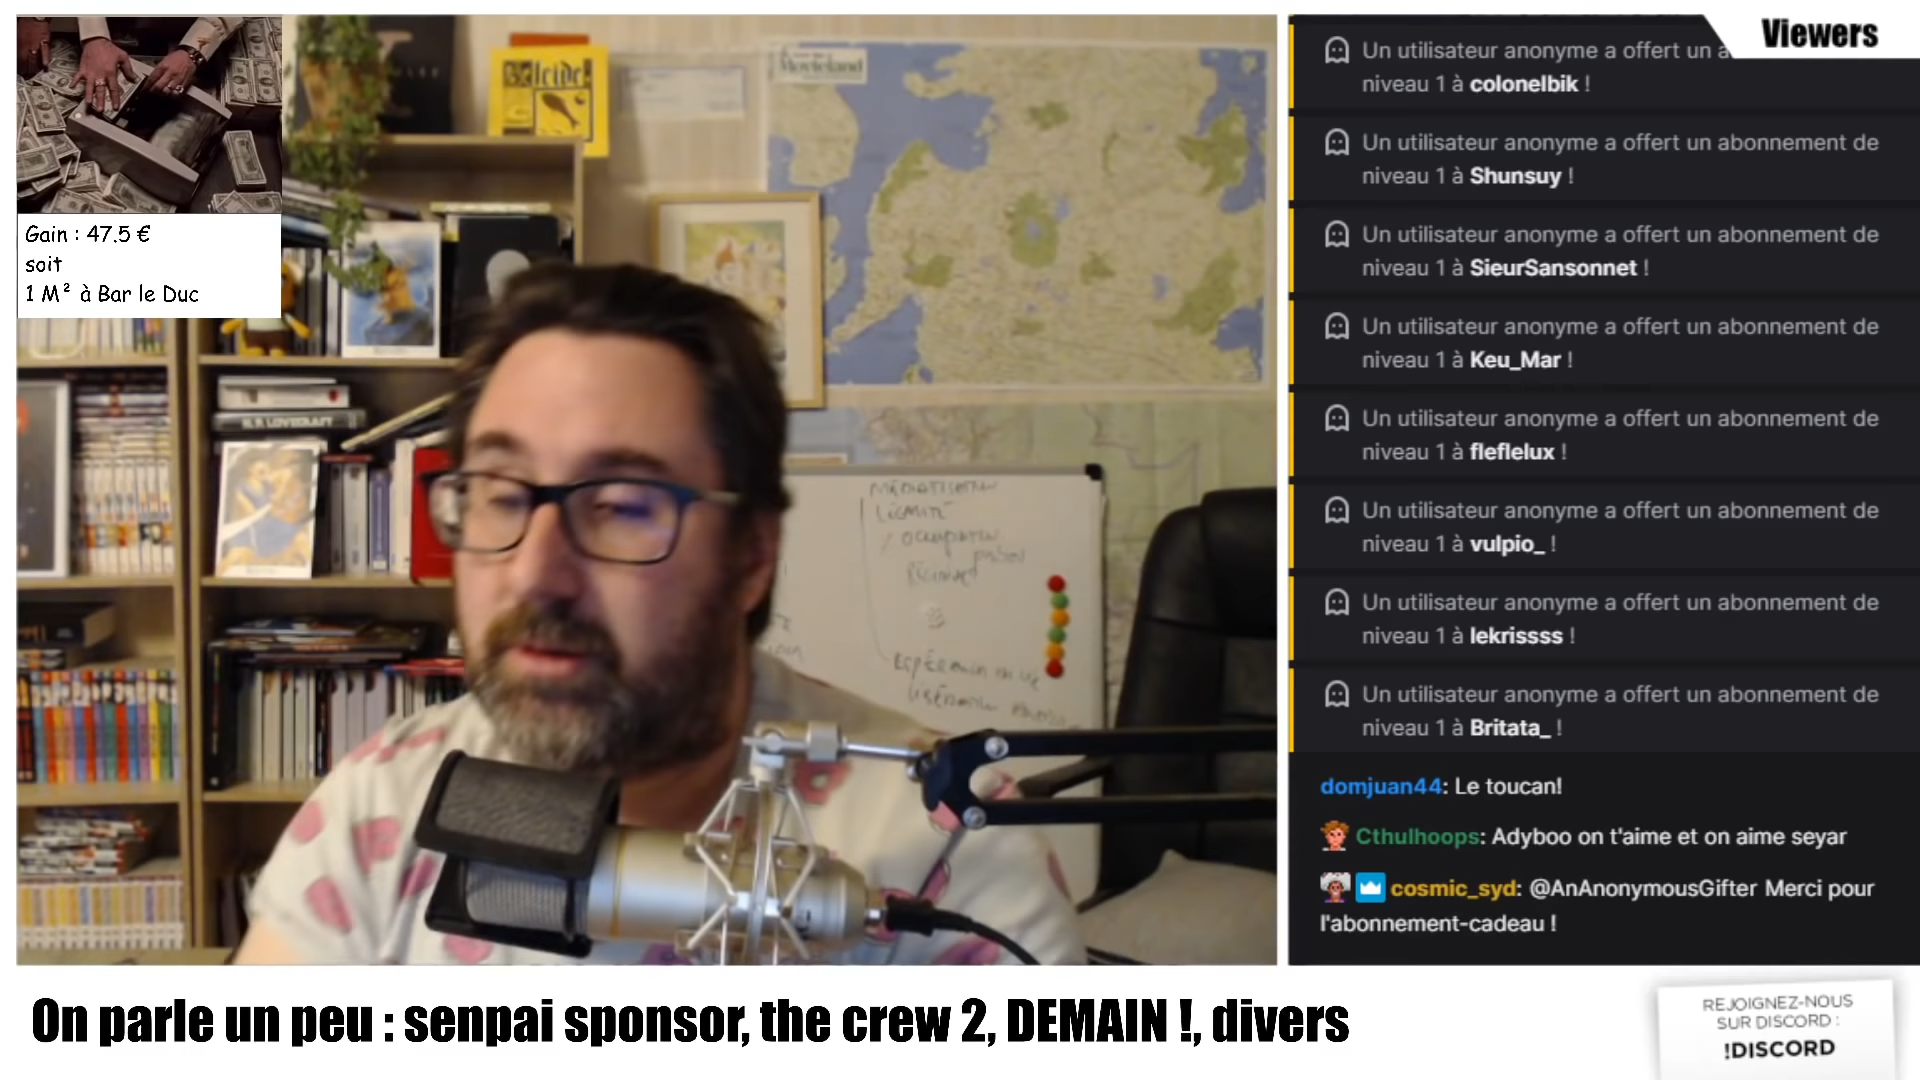 Gain : 47.5 €
soit
1 M² à Bar le Duc
Movieland
H.P. LOVECRAFT
Viewers
Un utilisateur anonyme a offert un a
niveau 1 à colonelbik !
Un utilisateur anonyme a offert un abonnement de
niveau 1 à Shunsuy !
Un utilisateur anonyme a offert un abonnement de
niveau 1 à SieurSansonnet !
Un utilisateur anonyme a offert un abonnement de
niveau 1 à Keu_Mar !
Un utilisateur anonyme a offert un abonnement de
niveau 1 à fleflelux !
Un utilisateur anonyme a offert un abonnement de
niveau 1 à vulpio_ !
Un utilisateur anonyme a offert un abonnement de
niveau 1 à lekrissss !
Un utilisateur anonyme a offert un abonnement de
niveau 1 à Britata_ !
domjuan44: Le toucan!
Cthulhoops: Adyboo on t'aime et on aime seyar
cosmic_syd: @AnAnonymousGifter Merci pour
l'abonnement-cadeau !
On parle un peu : senpai sponsor, the crew 2, DEMAIN !, divers
REJOIGNEZ-NOUS
SUR DISCORD :
!DISCORD